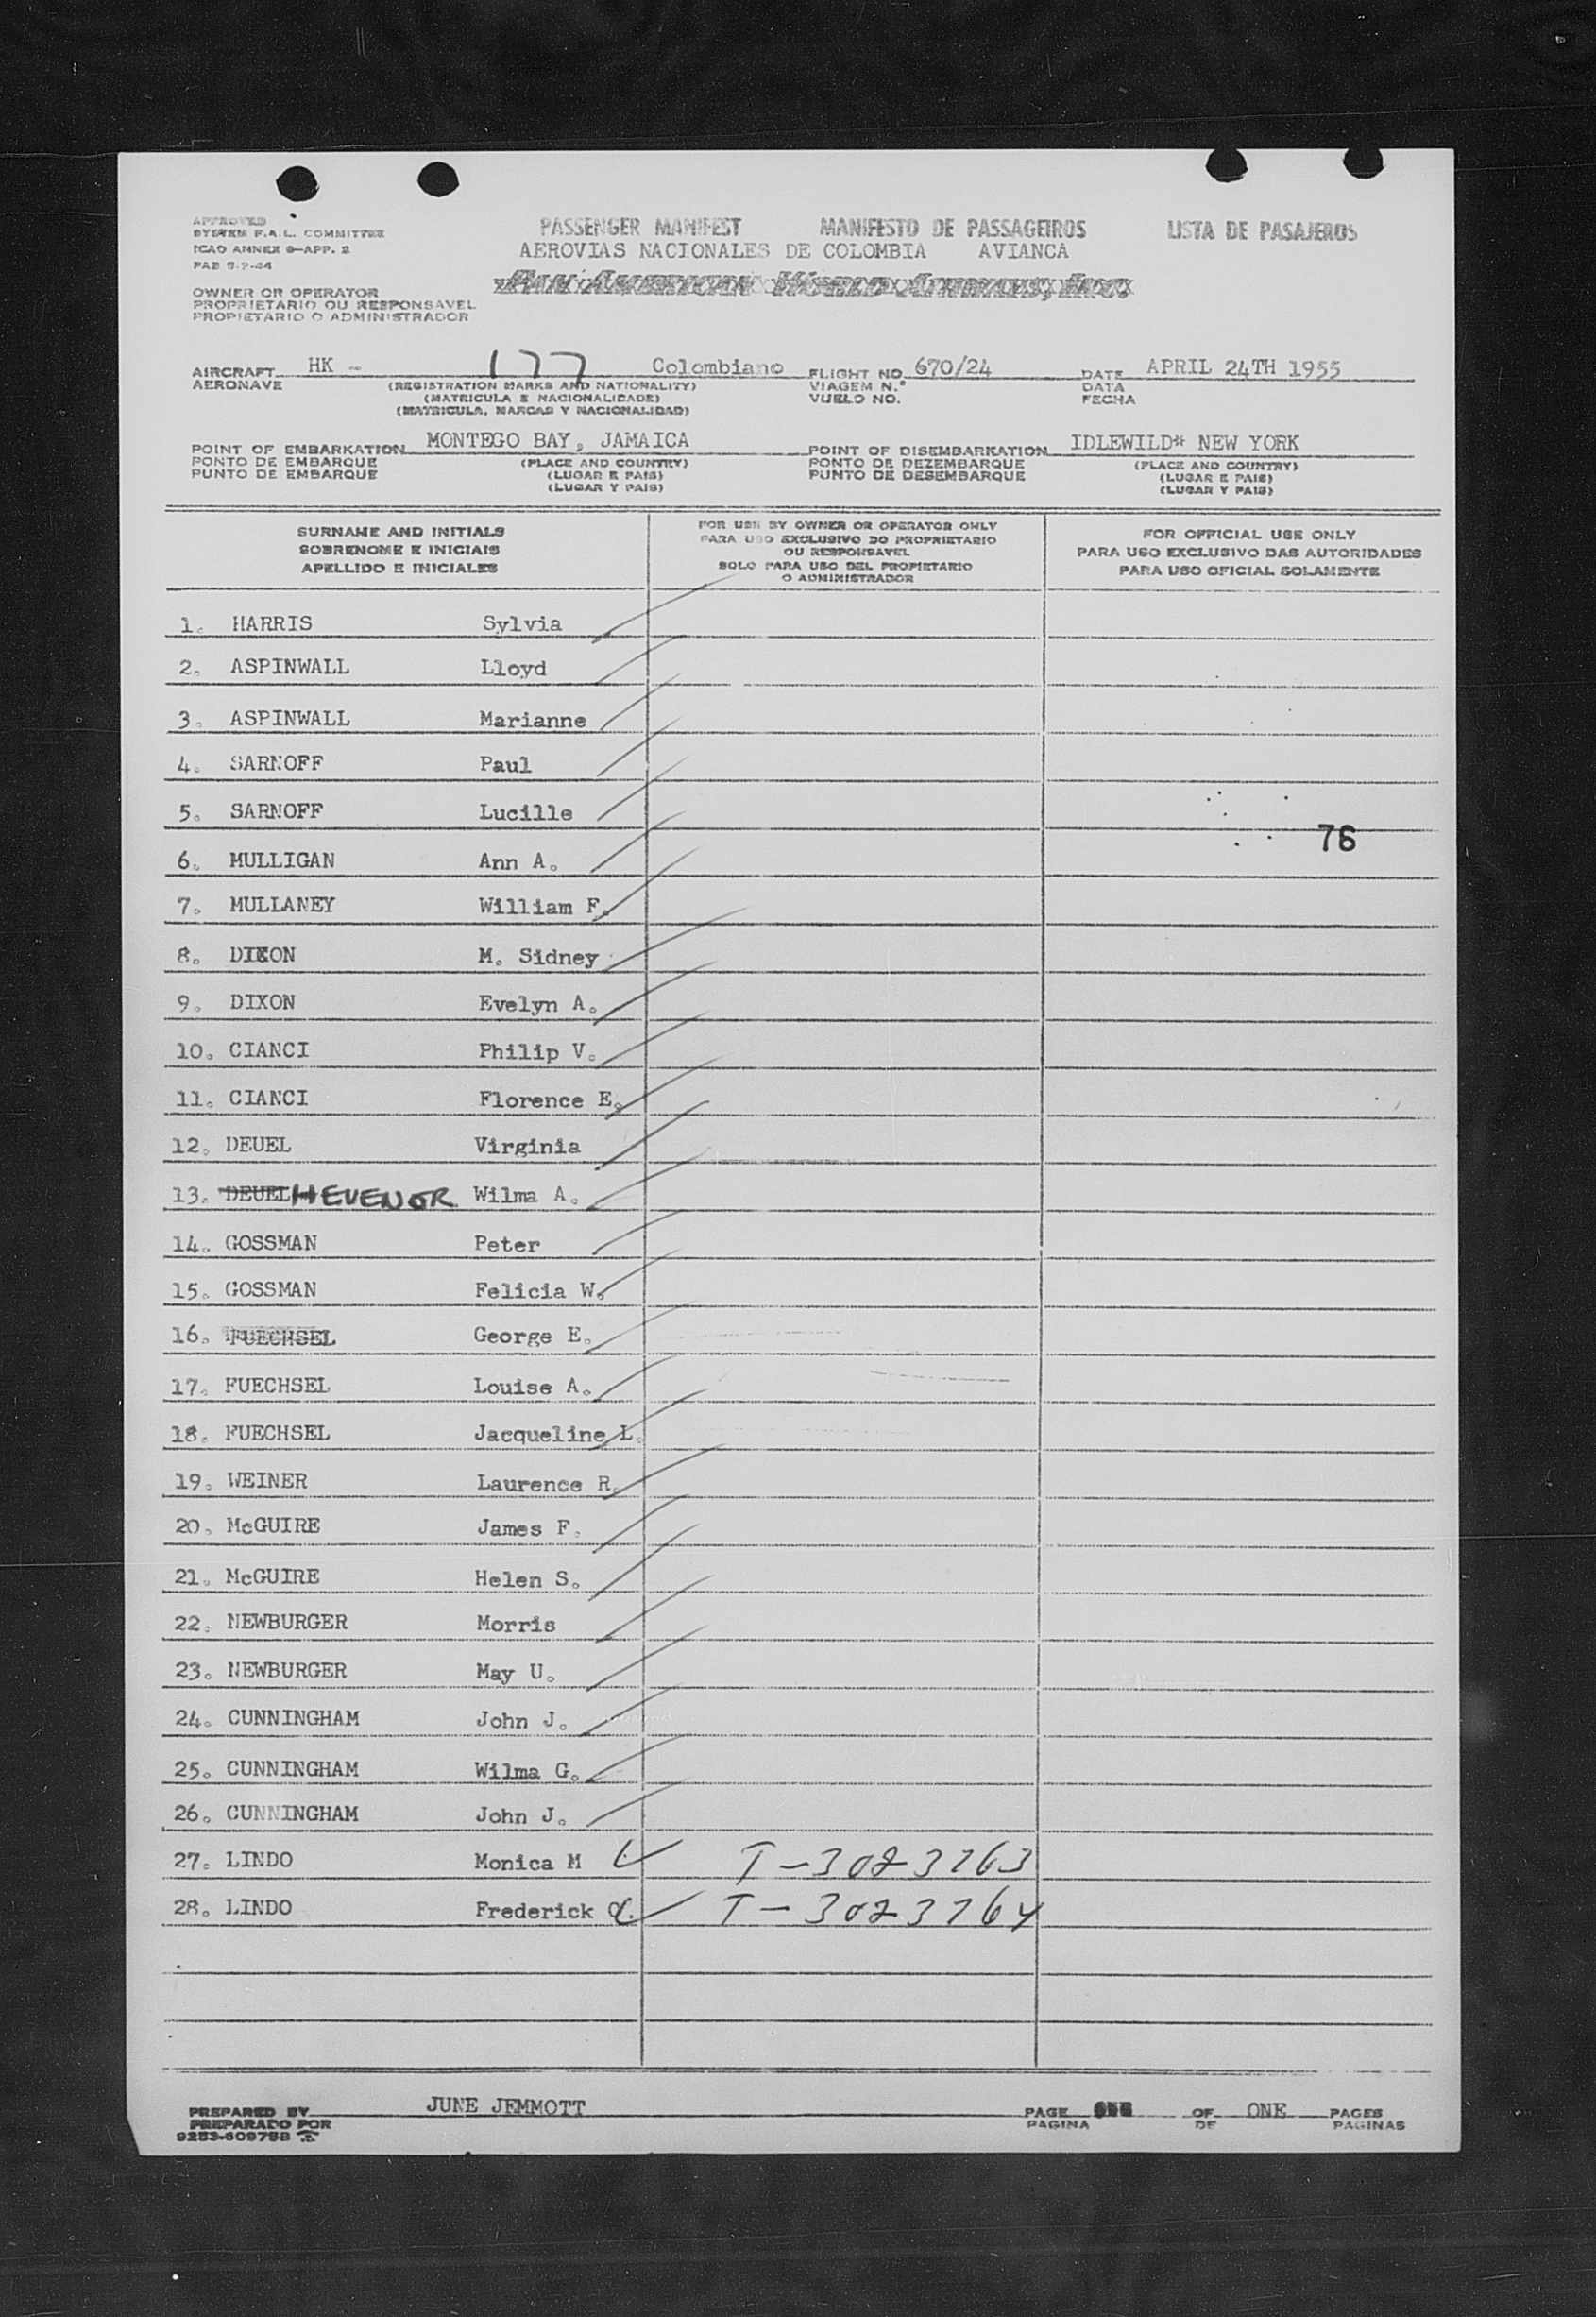 APPROVED
SYSTEM F.A.L. COMMITTEE
ICAO ANNEX 9—APP. 2
PASSENGER MANIFEST MANIFESTO DE PASSAGEIROS LISTA DE PASAJEROS
AEROVIAS NACIONALES DE COLOMBIA AVIANCA
OWNER OR OPERATOR
PROPRIETARIO OU RESPONSAVEL
PROPIETARIO O ADMINISTRADOR
AIRCRAFT HK - 177 Colombiano FLIGHT NO. 670/24 DATE APRIL 24TH 1955
AERONAVE (REGISTRATION MARKS AND NATIONALITY) VIAGEM N.º DATA
(MATRICULA E NACIONALIDADE) VUELO NO. FECHA
(MATRICULA, MARCAS Y NACIONALIDAD)
POINT OF EMBARKATION MONTEGO BAY, JAMAICA POINT OF DISEMBARKATION IDLEWILD* NEW YORK
PONTO DE EMBARQUE (PLACE AND COUNTRY) PONTO DE DEZEMBARQUE (PLACE AND COUNTRY)
PUNTO DE EMBARQUE (LUGAR E PAIS) PUNTO DE DESEMBARQUE (LUGAR E PAIS)
(LUGAR Y PAIS) (LUGAR Y PAIS)
SURNAME AND INITIALS
SOBRENOME E INICIAIS
APELLIDO E INICIALES
FOR USE BY OWNER OR OPERATOR ONLY
PARA USO EXCLUSIVO DO PROPRIETARIO
OU RESPONSAVEL
SOLO PARA USO DEL PROPIETARIO
O ADMINISTRADOR
FOR OFFICIAL USE ONLY
PARA USO EXCLUSIVO DAS AUTORIDADES
PARA USO OFICIAL SOLAMENTE
1. HARRIS Sylvia
2. ASPINWALL Lloyd
3. ASPINWALL Marianne
4. SARNOFF Paul
5. SARNOFF Lucille
76
6. MULLIGAN Ann A.
7. MULLANEY William F.
8. DIXON M. Sidney
9. DIXON Evelyn A.
10. CIANCI Philip V.
11. CIANCI Florence E.
12. DEUEL Virginia
13. DEUEL HEVENOR Wilma A.
14. GOSSMAN Peter
15. GOSSMAN Felicia W.
16. FUECHSEL George E.
17. FUECHSEL Louise A.
18. FUECHSEL Jacqueline L.
19. WEINER Laurence R.
20. McGUIRE James F.
21. McGUIRE Helen S.
22. NEWBURGER Morris
23. NEWBURGER May U.
24. CUNNINGHAM John J.
25. CUNNINGHAM Wilma G.
26. CUNNINGHAM John J.
27. LINDO Monica M T-3023763
28. LINDO Frederick T-3023764
PREPARED BY JUNE JEMMOTT PAGE OF ONE PAGES
PREPARADO POR PAGINA DE PAGINAS
9283-609788